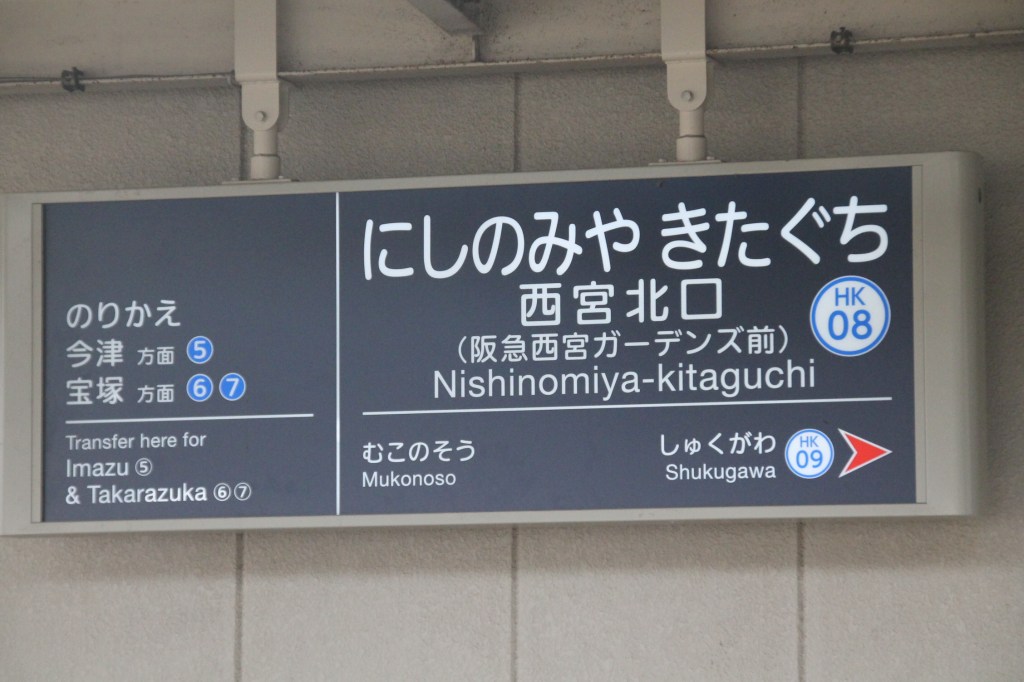 のりかえ
今津 方面 ⑤
宝塚 方面 ⑥ ⑦
Transfer here for
Imazu ⑤
& Takarazuka ⑥⑦
にしのみや きたぐち
西宮北口
HK
08
（阪急西宮ガーデンズ前）
Nishinomiya-kitaguchi
むこのそう
Mukonoso
しゅくがわ
Shukugawa
HK
09